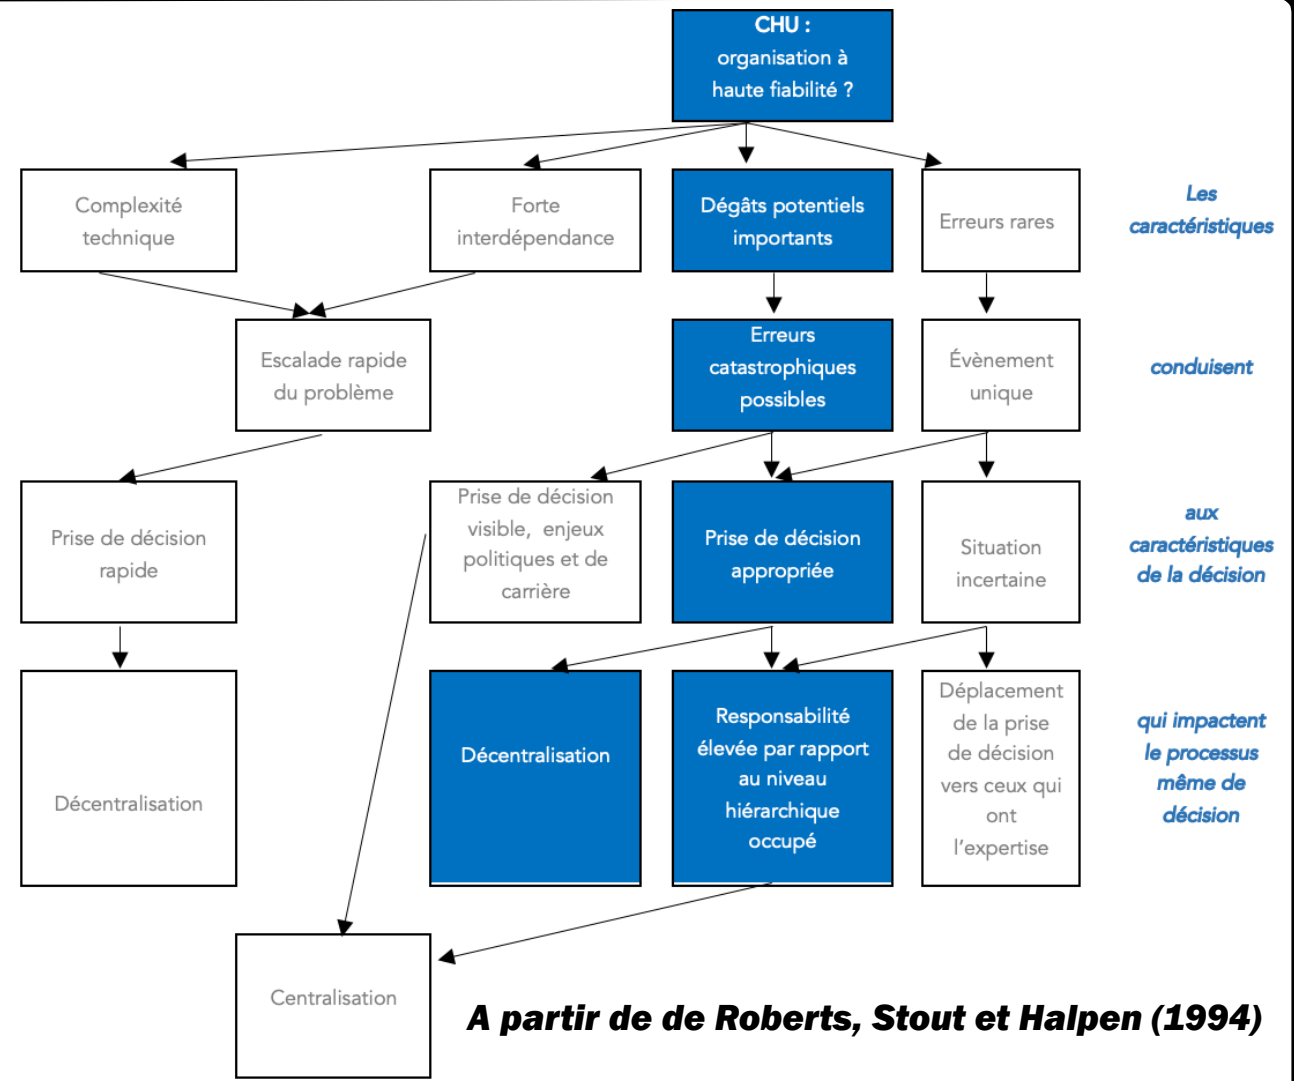 CHU :
organisation à
haute fiabilité ?
Complexité
technique
Forte
interdépendance
Dégâts potentiels
importants
Erreurs rares
Les
caractéristiques
Escalade rapide
du problème
Erreurs
catastrophiques
possibles
Évènement
unique
conduisent
Prise de décision
rapide
Prise de décision
visible, enjeux
politiques et de
carrière
Prise de décision
appropriée
Situation
incertaine
aux
caractéristiques
de la décision
Décentralisation
Décentralisation
Responsabilité
élevée par rapport
au niveau
hiérarchique
occupé
Déplacement
de la prise
de décision
vers ceux qui
ont
l’expertise
qui impactent
le processus
même de
décision
Centralisation
A partir de de Roberts, Stout et Halpen (1994)